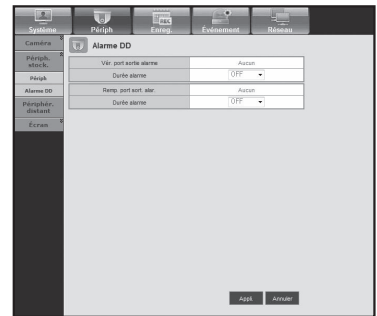 Système Périph Enreg. Événement Réseau
Caméra
Périph.
stock.
Périph
Alarme DD
Périphér.
distant
Écran
Alarme DD
Vér. port sortie alarme Aucun
Durée alarme OFF
Remp. port sort. alar. Aucun
Durée alarme OFF
Appl. Annuler